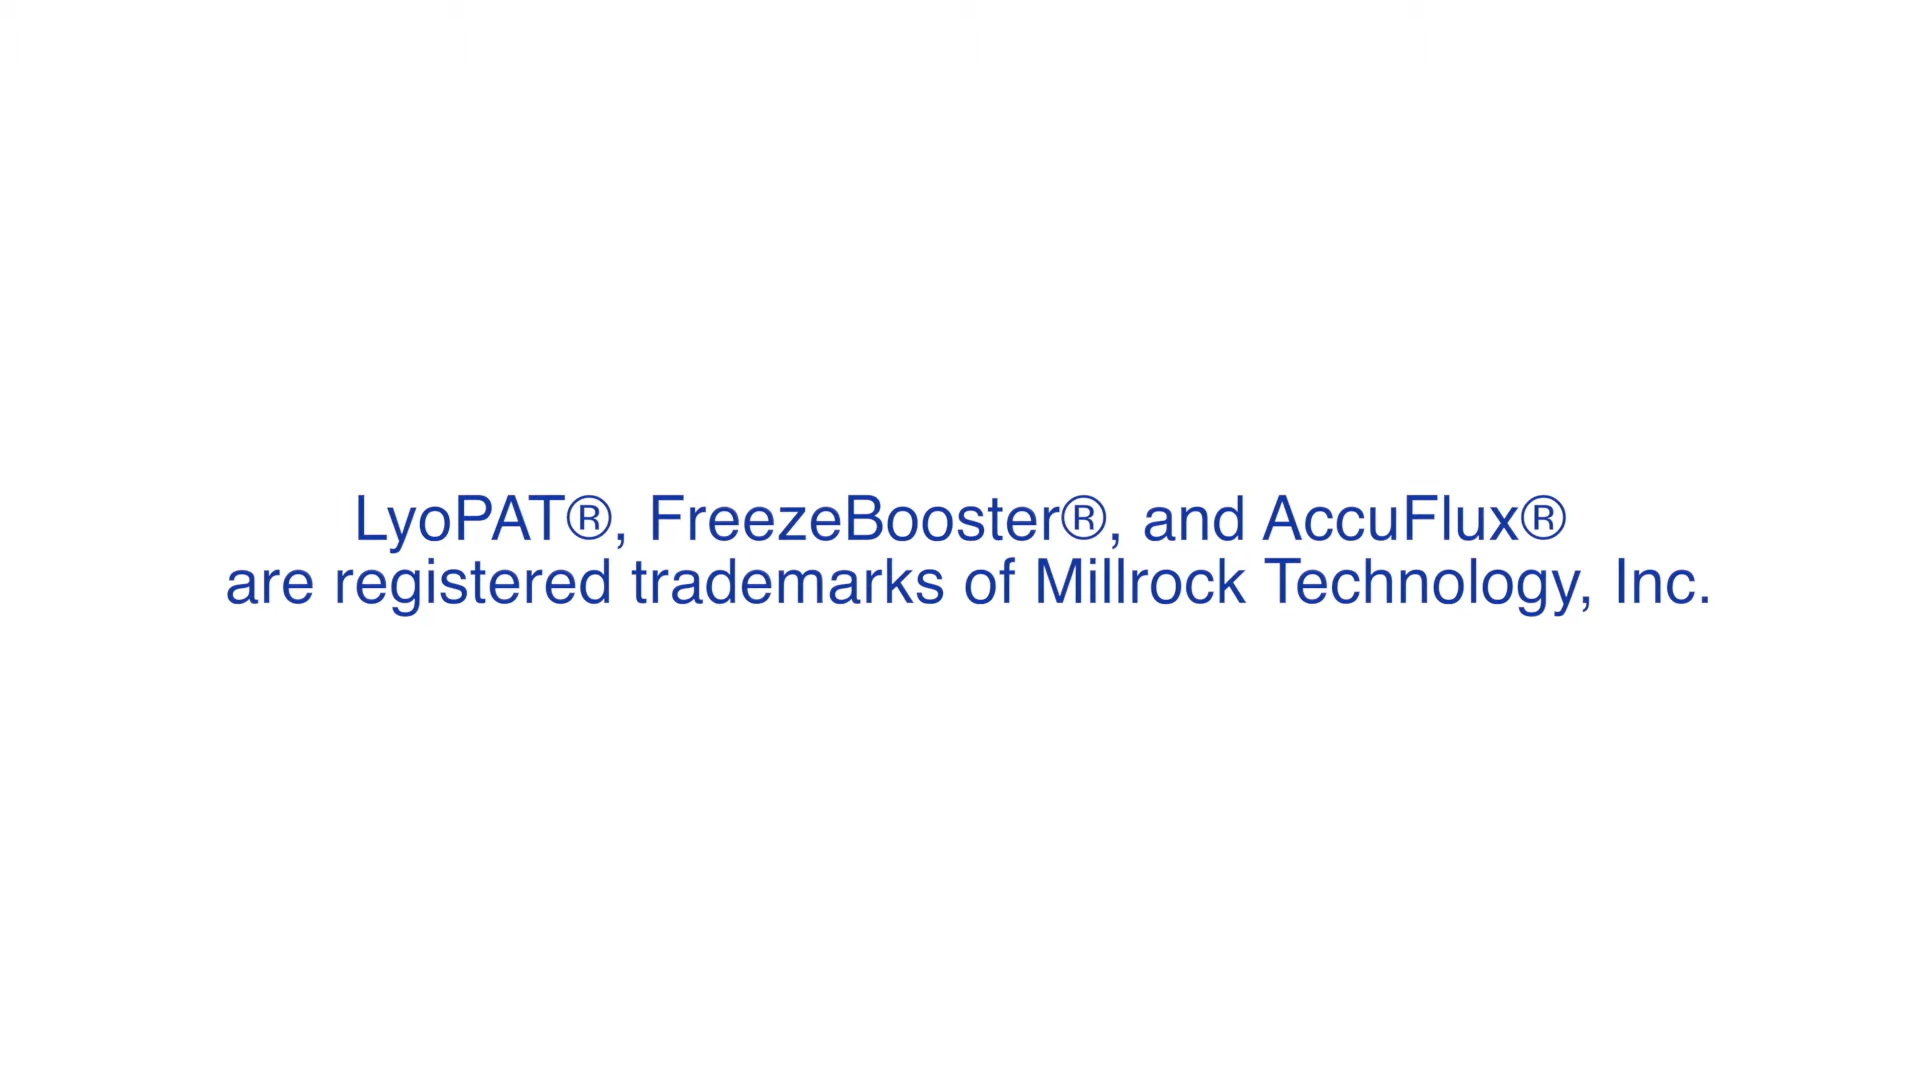 LyoPAT®, FreezeBooster®, and AccuFlux®
are registered trademarks of Millrock Technology, Inc.